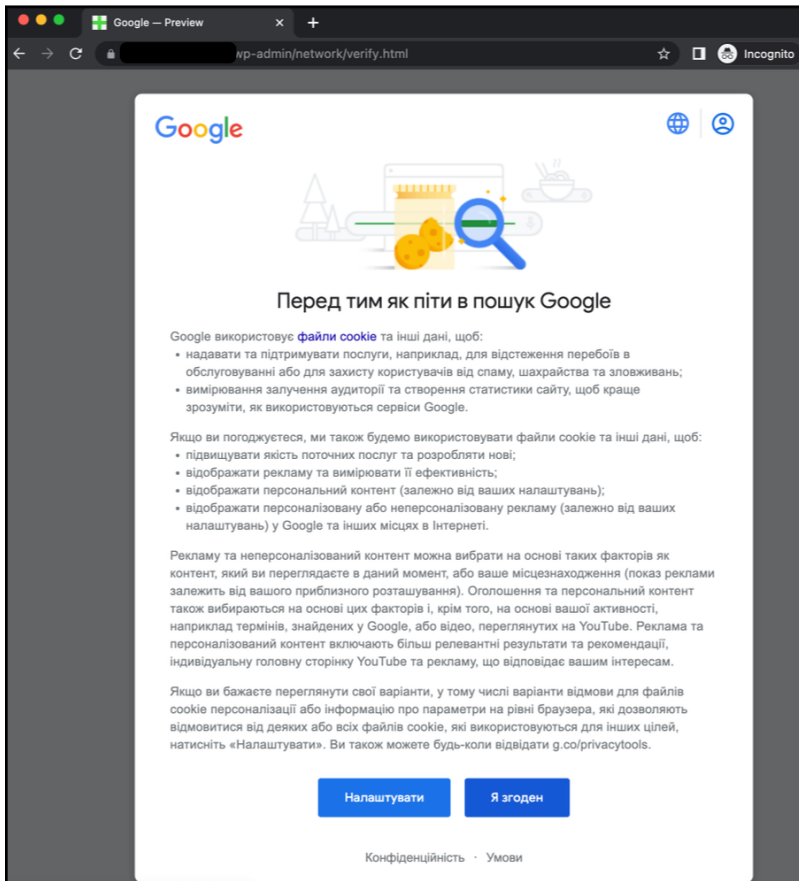 Google — Preview
wp-admin/network/verify.html
Incognito
Google
Перед тим як піти в пошук Google
Google використовує файли cookie та інші дані, щоб:
• надавати та підтримувати послуги, наприклад, для відстеження перебоїв в
обслуговуванні або для захисту користувачів від спаму, шахрайства та зловживань;
• вимірювання залучення аудиторії та створення статистики сайту, щоб краще
зрозуміти, як використовуються сервіси Google.
Якщо ви погоджуєтеся, ми також будемо використовувати файли cookie та інші дані, щоб:
• підвищувати якість поточних послуг та розробляти нові;
• відображати рекламу та вимірювати її ефективність;
• відображати персональний контент (залежно від ваших налаштувань);
• відображати персоналізовану або неперсоналізовану рекламу (залежно від ваших
налаштувань) у Google та інших місцях в Інтернеті.
Рекламу та неперсоналізований контент можна вибрати на основі таких факторів як
контент, який ви переглядаєте в даний момент, або ваше місцезнаходження (показ реклами
залежить від вашого приблизного розташування). Оголошення та персональний контент
також вибираються на основі цих факторів і, крім того, на основі вашої активності,
наприклад термінів, знайдених у Google, або відео, переглянутих на YouTube. Реклама та
персоналізований контент включають більш релевантні результати та рекомендації,
індивідуальну головну сторінку YouTube та рекламу, що відповідає вашим інтересам.
Якщо ви бажаєте переглянути свої варіанти, у тому числі варіанти відмови для файлів
cookie персоналізації або інформацію про параметри на рівні браузера, які дозволяють
відмовитися від деяких або всіх файлів cookie, які використовуються для інших цілей,
натисніть «Налаштувати». Ви також можете будь-коли відвідати g.co/privacytools.
Налаштувати
Я згоден
Конфіденційність · Умови